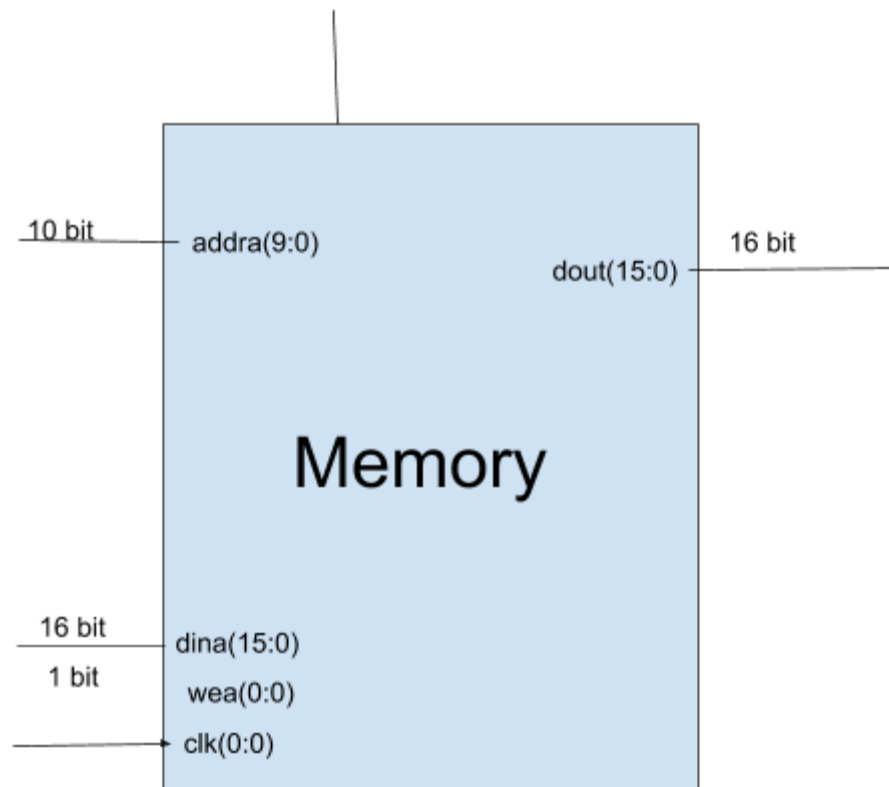 10 bit
addra(9:0)
16 bit
dout(15:0)
Memory
16 bit
dina(15:0)
1 bit
wea(0:0)
clk(0:0)